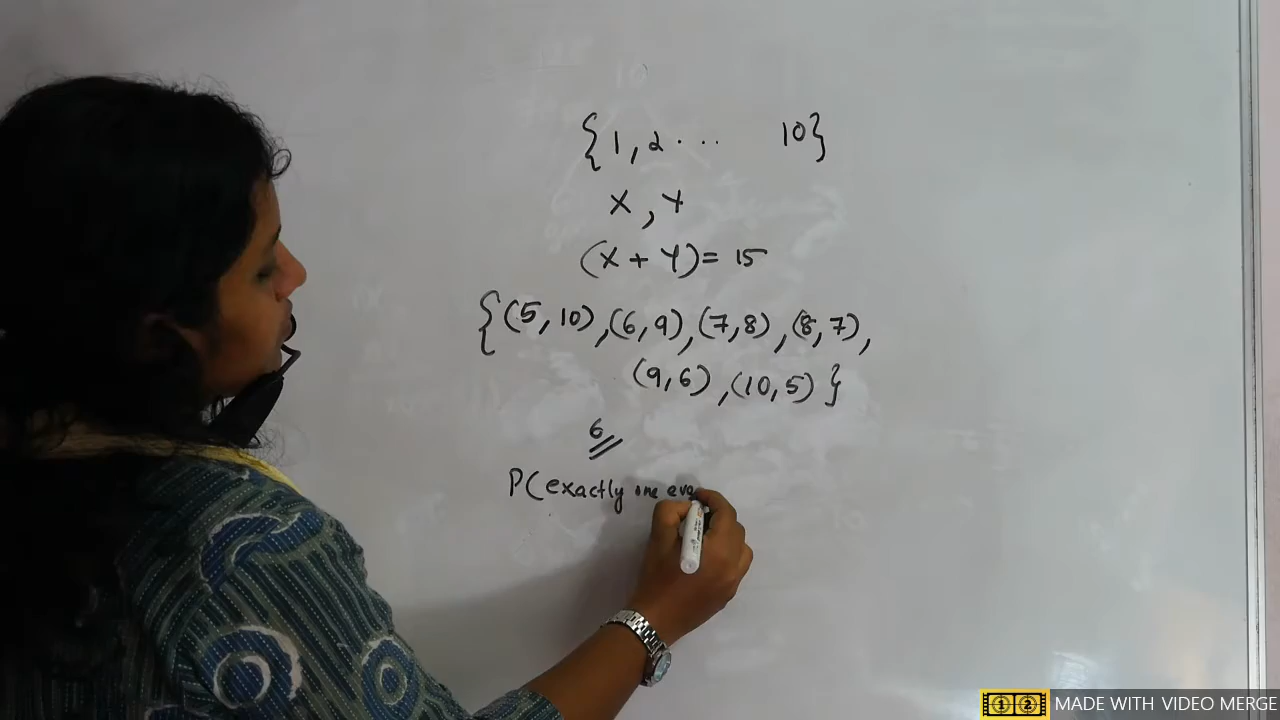 {1, 2 · ... 10}
X, Y
(X + Y) = 15
{(5, 10), (6, 9), (7, 8), (8, 7),
(9, 6), (10, 5)}
6
P(exactly one eve
MADE WITH VIDEO MERGE